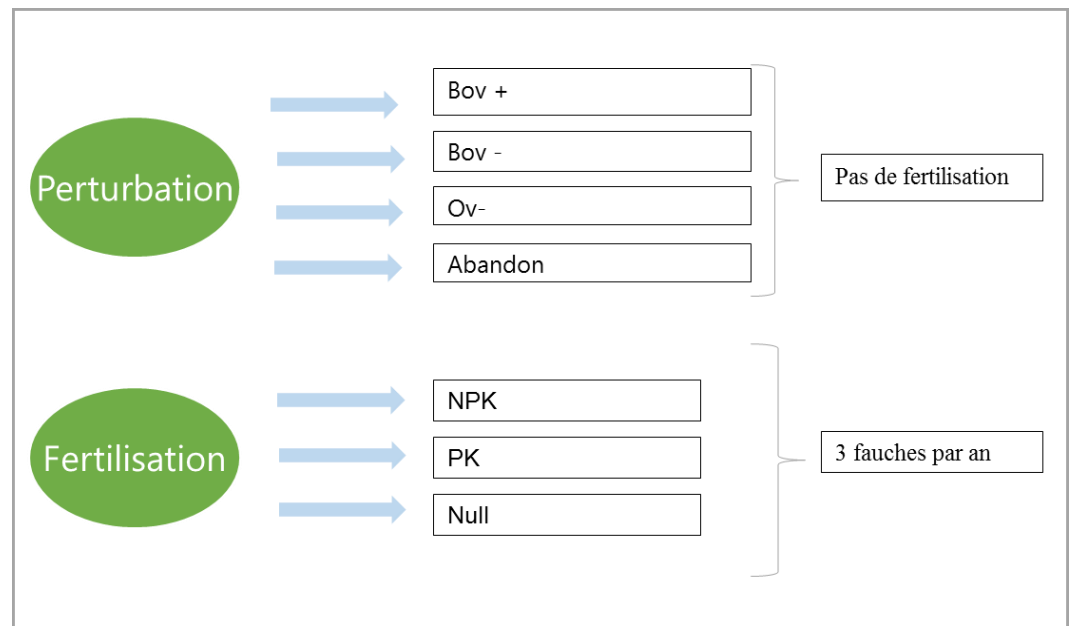 Perturbation
Bov +
Bov -
Ov-
Abandon
Pas de fertilisation
Fertilisation
NPK
PK
Null
3 fauches par an